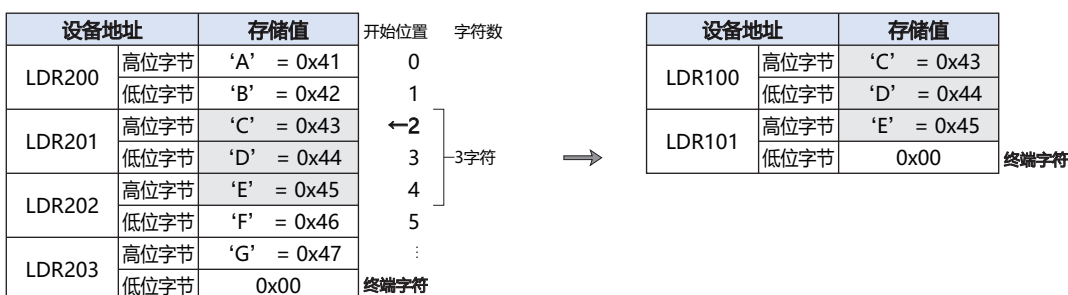 设备地址 存储值 开始位置 字符数
LDR200 高位字节 ‘A’ = 0x41 0
低位字节 ‘B’ = 0x42 1
LDR201 高位字节 ‘C’ = 0x43 ←2
低位字节 ‘D’ = 0x44 3 3字符
LDR202 高位字节 ‘E’ = 0x45 4
低位字节 ‘F’ = 0x46 5
LDR203 高位字节 ‘G’ = 0x47 ⋮
低位字节 0x00 终端字符
设备地址 存储值
LDR100 高位字节 ‘C’ = 0x43
低位字节 ‘D’ = 0x44
LDR101 高位字节 ‘E’ = 0x45
低位字节 0x00 终端字符